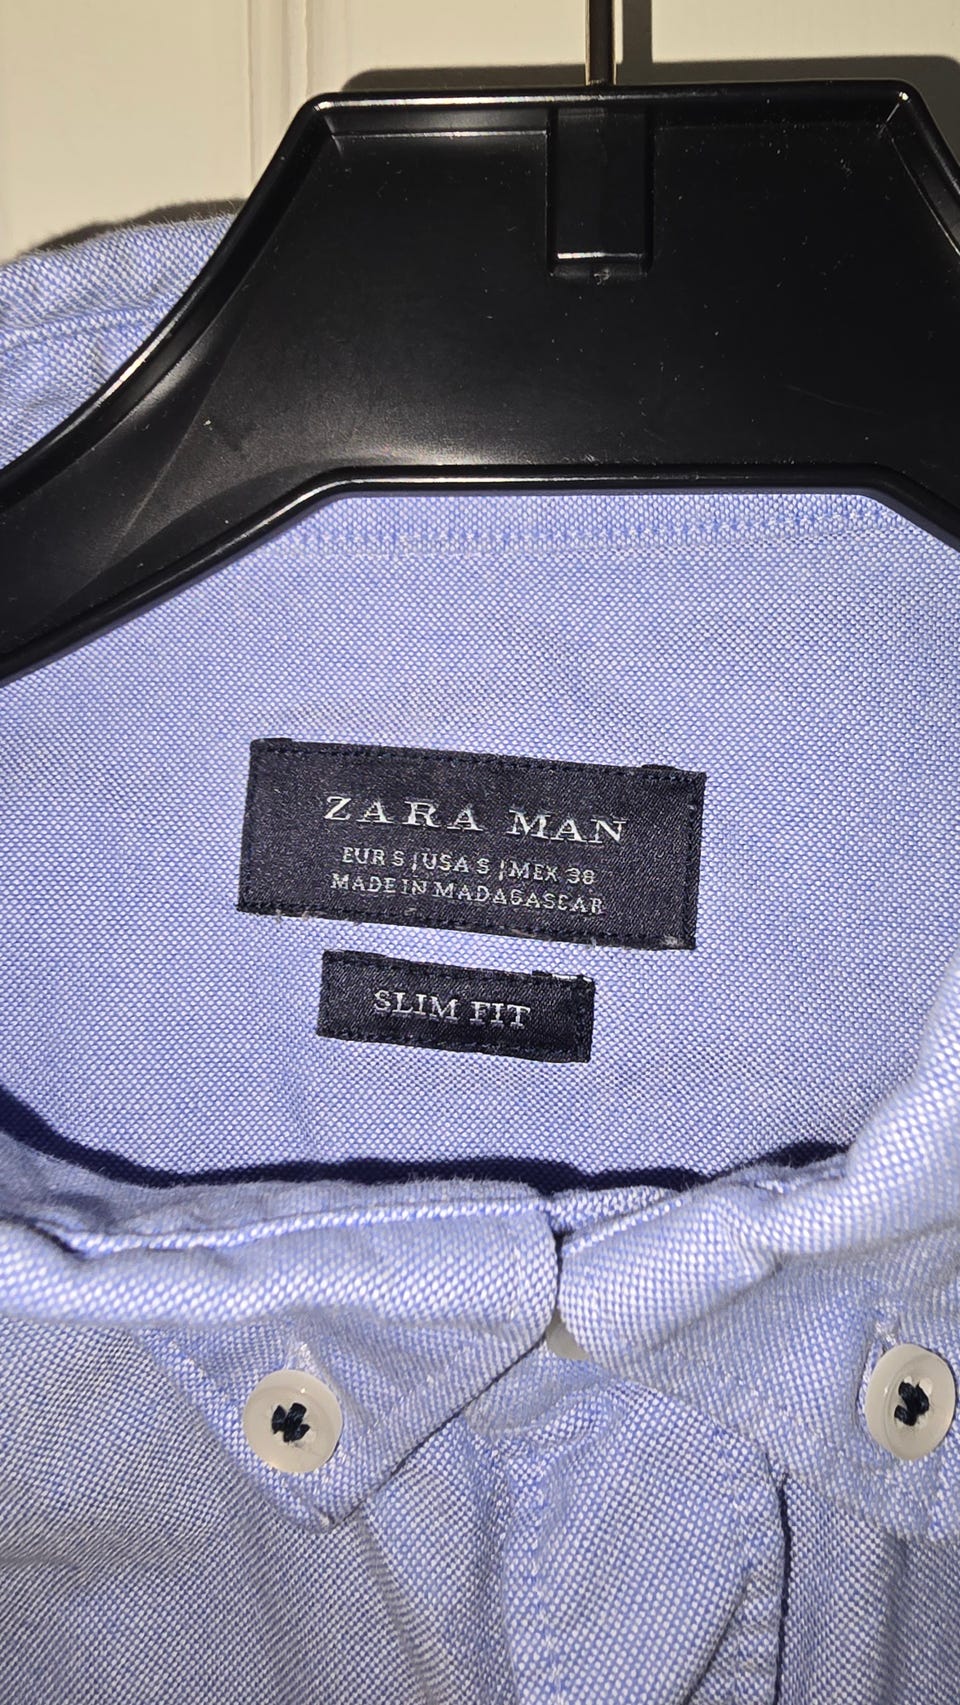 ZARA MAN
EUR S | USA S | MEX 38
MADE IN MADAGASCAR
SLIM FIT